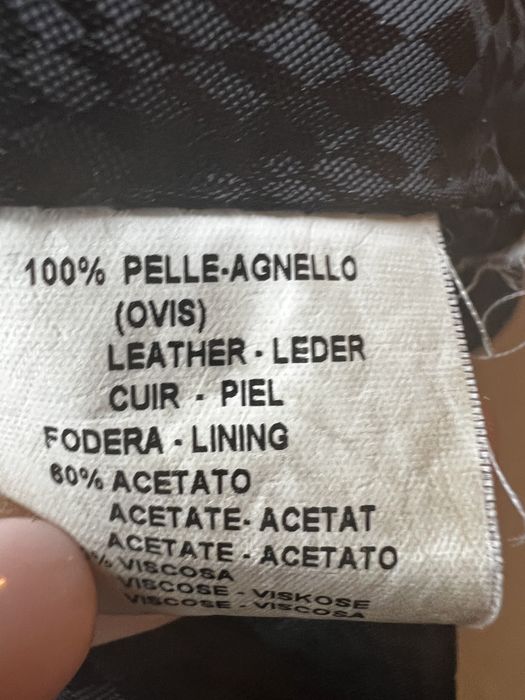 100% PELLE-AGNELLO
(OVIS)
LEATHER - LEDER
CUIR - PIEL
FODERA - LINING
60% ACETATO
ACETATE- ACETAT
ACETATE - ACETATO
% VISCOSA
VISCOSE - VISKOSE
VISCOSE - VISCOSA